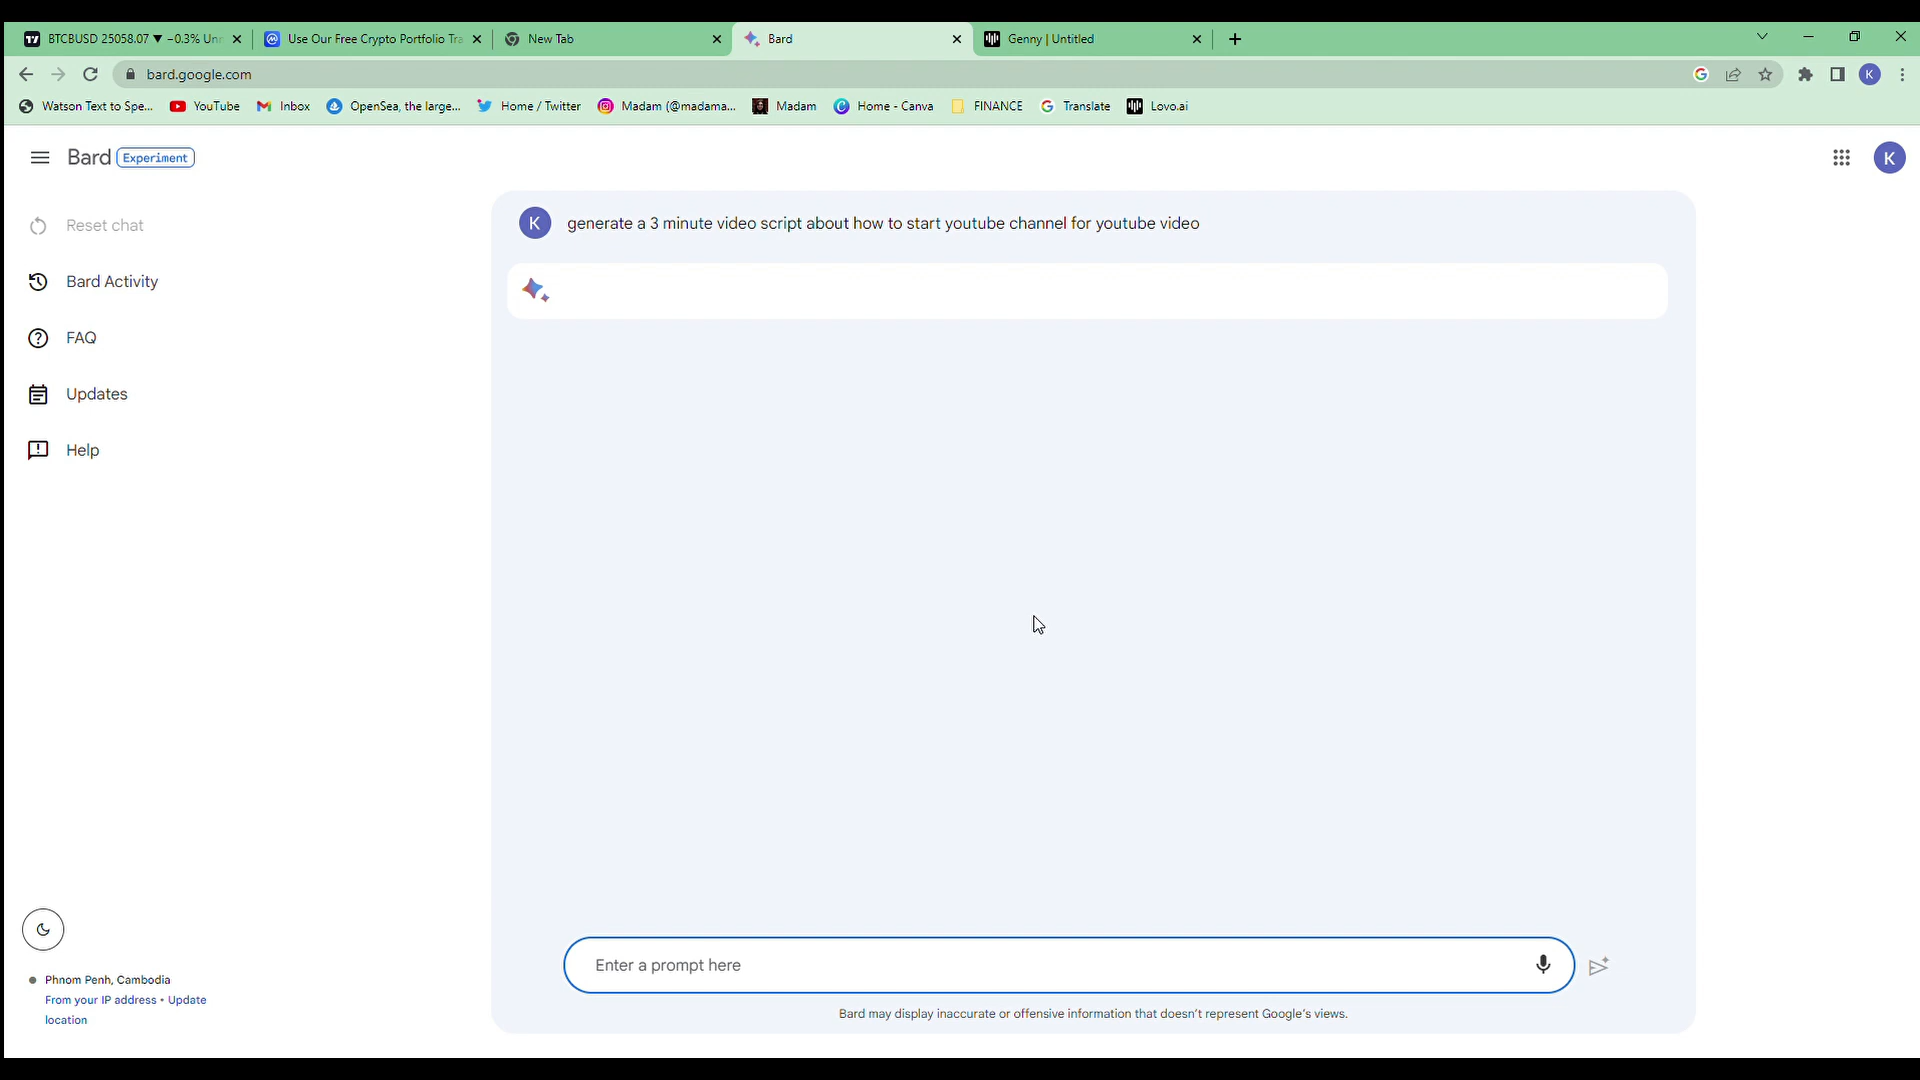 BTCBUSD 25058.07 ▼ −0.3% Unn
Use Our Free Crypto Portfolio Tra
New Tab
Bard
Genny | Untitled
bard.google.com
K
Watson Text to Spe...
YouTube
Inbox
OpenSea, the large...
Home / Twitter
Madam (@madama...
Madam
Home - Canva
FINANCE
Translate
Lovo.ai
Bard Experiment
K
Reset chat
Bard Activity
FAQ
Updates
Help
K generate a 3 minute video script about how to start youtube channel for youtube video
Enter a prompt here
Bard may display inaccurate or offensive information that doesn't represent Google's views.
Phnom Penh, Cambodia
From your IP address • Update
location